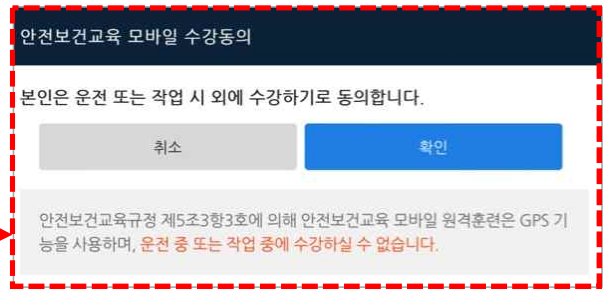 안전보건교육 모바일 수강동의
본인은 운전 또는 작업 시 외에 수강하기로 동의합니다.
취소 확인
안전보건교육규정 제5조3항3호에 의해 안전보건교육 모바일 원격훈련은 GPS 기
능을 사용하며, 운전 중 또는 작업 중에 수강하실 수 없습니다.